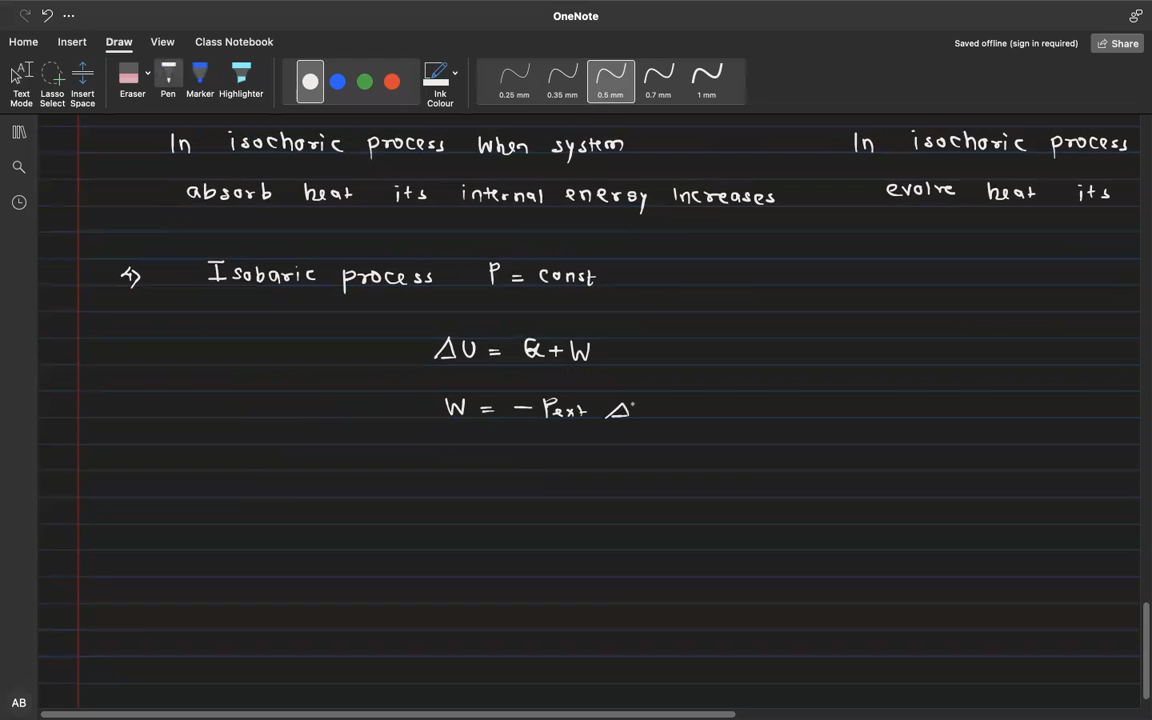 OneNote
Home Insert Draw View Class Notebook
Saved offline (sign in required) Share
Text Mode
Lasso Select
Insert Space
Eraser
Pen
Marker
Highlighter
Ink Colour
0.25 mm
0.35 mm
0.5 mm
0.7 mm
1 mm
In isochoric process When system
absorb heat its internal energy Increases
In isochoric process
evolve heat its
4) Isobaric process P = const
ΔU = Q + W
W = - Pext Δ
AB